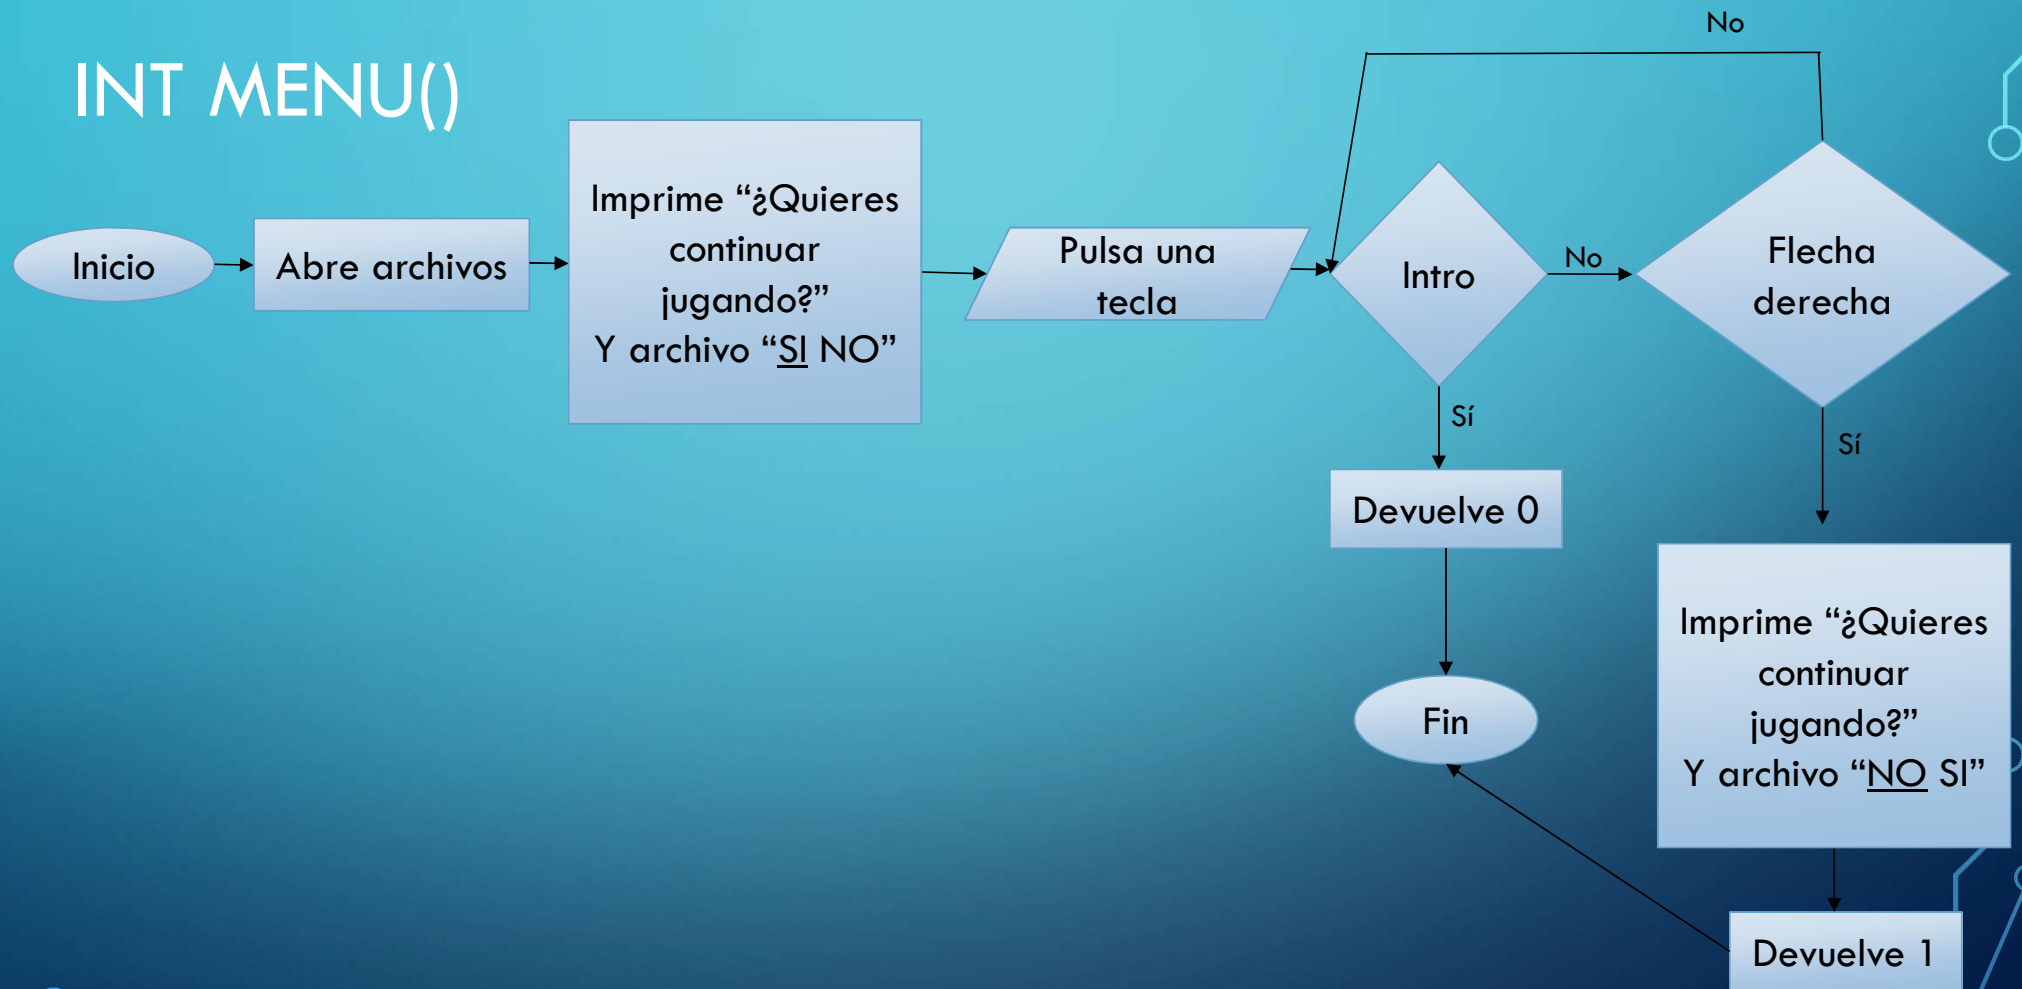 INT MENU()
Inicio
Abre archivos
Imprime “¿Quieres
continuar
jugando?”
Y archivo “SI NO”
Pulsa una
tecla
Intro
No
Flecha
derecha
No
Sí
Devuelve 0
Fin
Sí
Imprime “¿Quieres
continuar
jugando?”
Y archivo “NO SI”
Devuelve 1